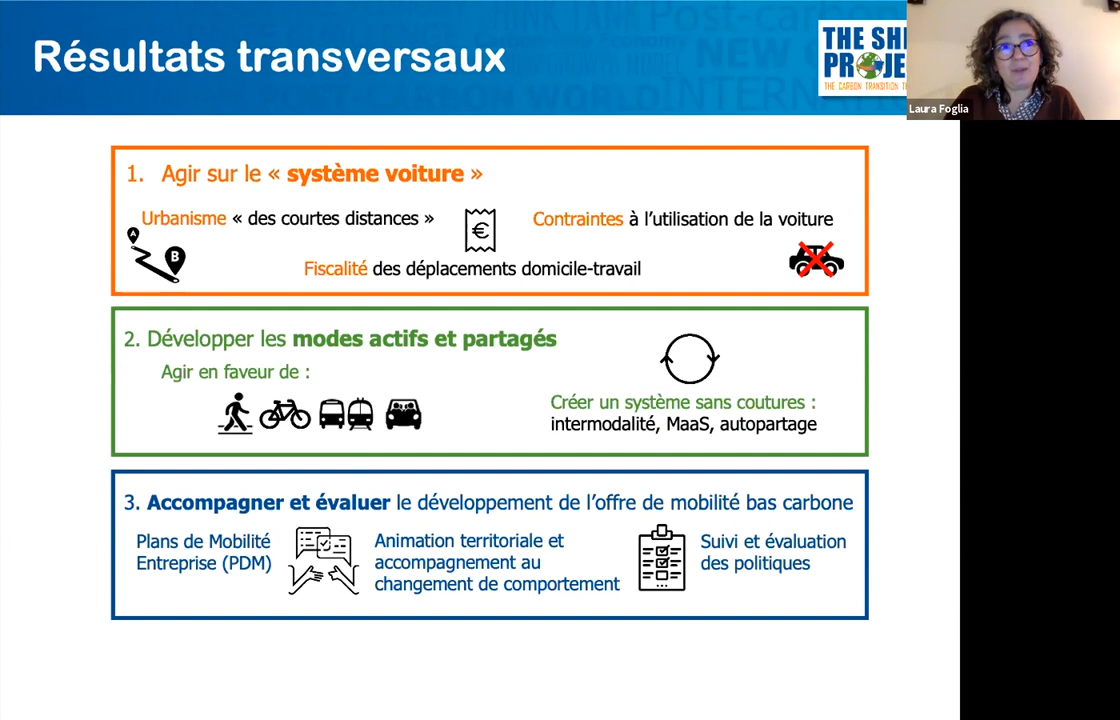 Résultats transversaux
THE SHI
PROJE
THE CARBON TRANSITION T
Laura Foglia
1. Agir sur le « système voiture »
Urbanisme « des courtes distances »
€
Contraintes à l’utilisation de la voiture
A
B
Fiscalité des déplacements domicile-travail
2. Développer les modes actifs et partagés
Agir en faveur de :
Créer un système sans coutures :
intermodalité, MaaS, autopartage
3. Accompagner et évaluer le développement de l’offre de mobilité bas carbone
Plans de Mobilité
Entreprise (PDM)
Animation territoriale et
accompagnement au
changement de comportement
Suivi et évaluation
des politiques